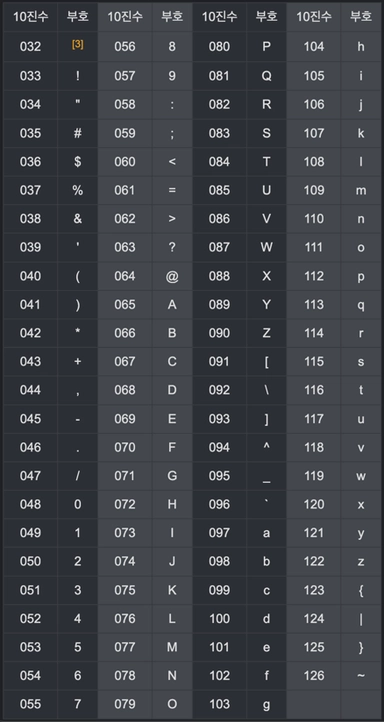 10진수 부호 10진수 부호 10진수 부호 10진수 부호
032 [3] 056 8 080 P 104 h
033 ! 057 9 081 Q 105 i
034 " 058 : 082 R 106 j
035 # 059 ; 083 S 107 k
036 $ 060 < 084 T 108 l
037 % 061 = 085 U 109 m
038 & 062 > 086 V 110 n
039 ' 063 ? 087 W 111 o
040 ( 064 @ 088 X 112 p
041 ) 065 A 089 Y 113 q
042 * 066 B 090 Z 114 r
043 + 067 C 091 [ 115 s
044 , 068 D 092 \ 116 t
045 - 069 E 093 ] 117 u
046 . 070 F 094 ^ 118 v
047 / 071 G 095 _ 119 w
048 0 072 H 096 ` 120 x
049 1 073 I 097 a 121 y
050 2 074 J 098 b 122 z
051 3 075 K 099 c 123 {
052 4 076 L 100 d 124 |
053 5 077 M 101 e 125 }
054 6 078 N 102 f 126 ~
055 7 079 O 103 g